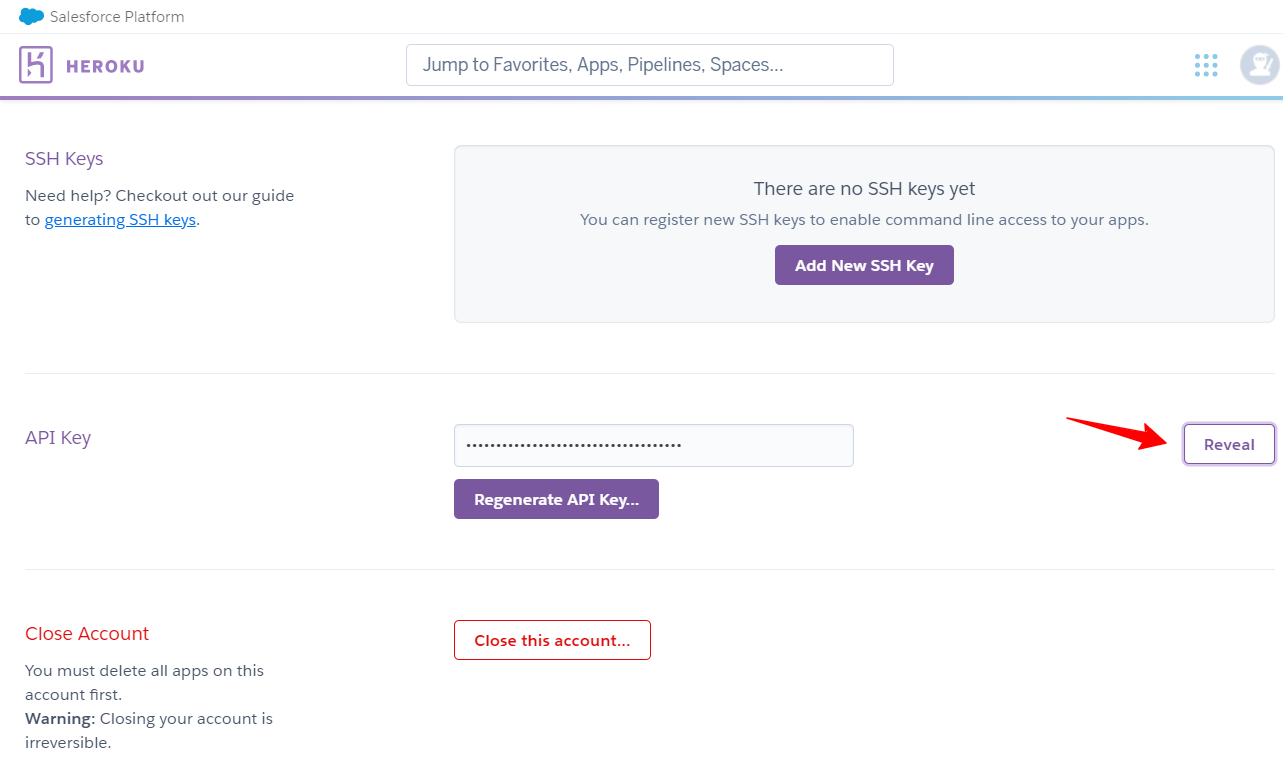 Salesforce Platform
HEROKU
Jump to Favorites, Apps, Pipelines, Spaces...
SSH Keys
Need help? Checkout out our guide
to generating SSH keys.
There are no SSH keys yet
You can register new SSH keys to enable command line access to your apps.
Add New SSH Key
API Key
••••••••••••••••••••••••••••••••••••
Reveal
Regenerate API Key...
Close Account
You must delete all apps on this
account first.
Warning: Closing your account is
irreversible.
Close this account...